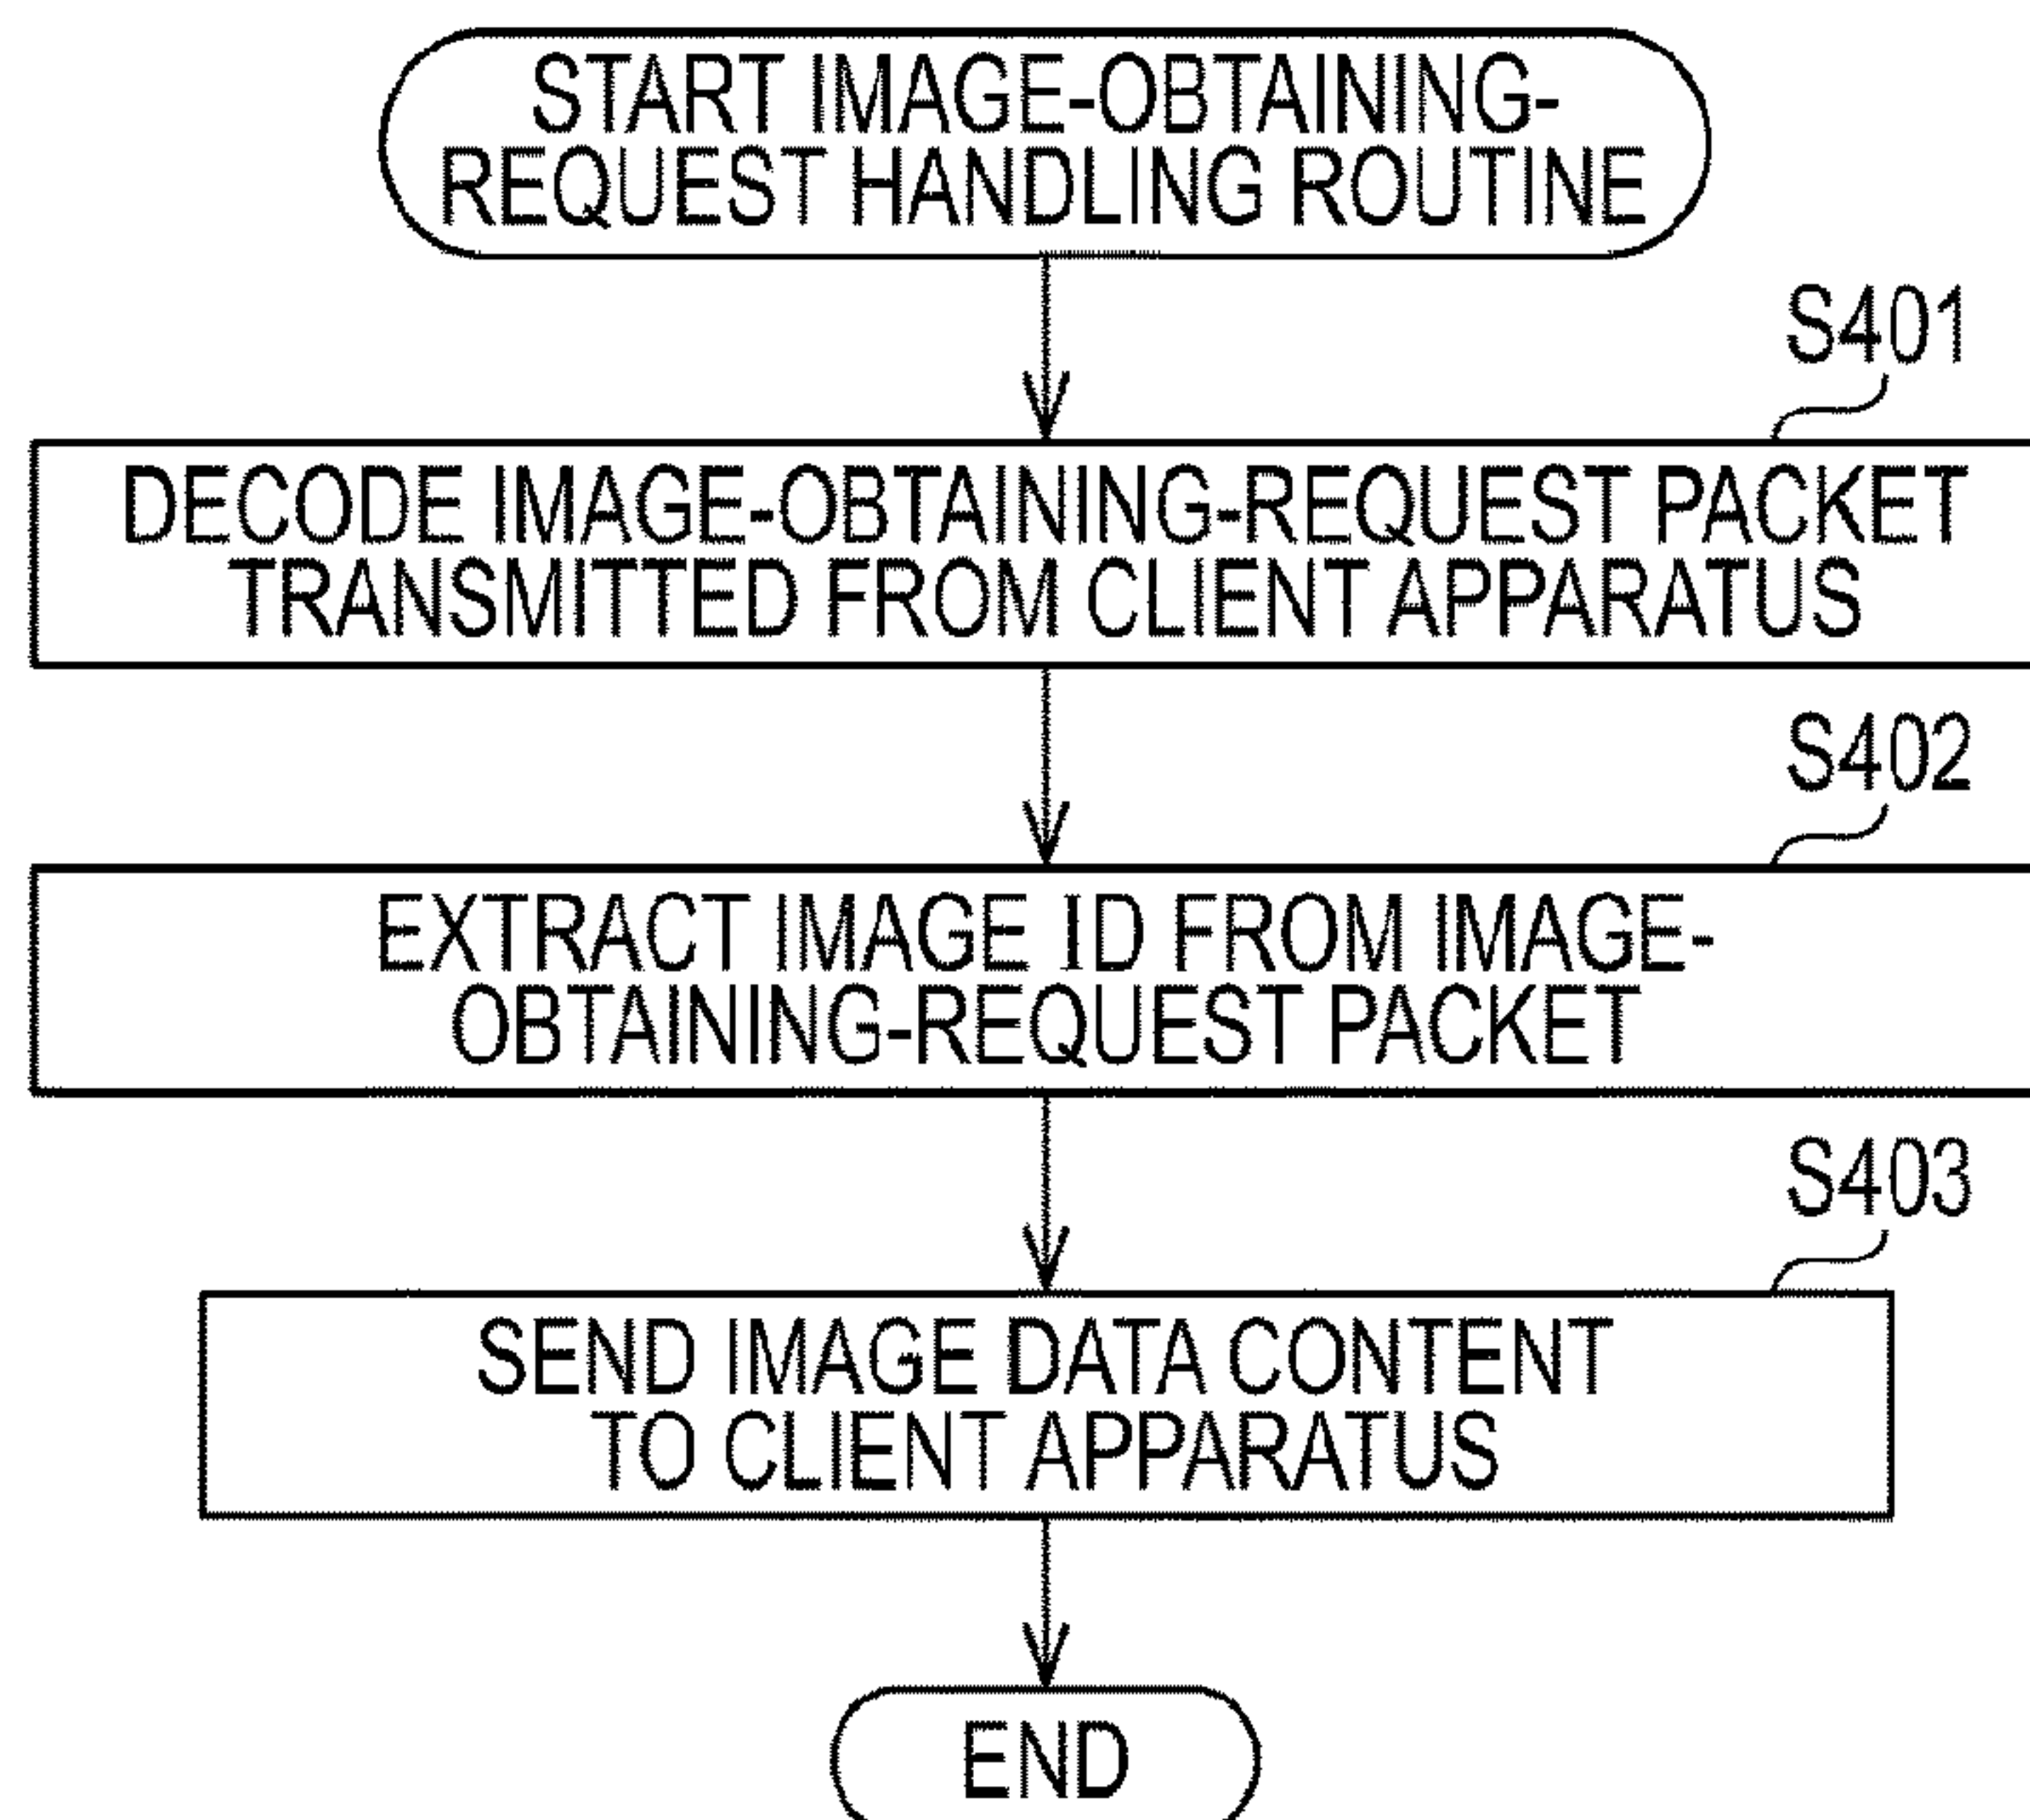 START IMAGE-OBTAINING-
REQUEST HANDLING ROUTINE
S401
DECODE IMAGE-OBTAINING-REQUEST PACKET
TRANSMITTED FROM CLIENT APPARATUS
S402
EXTRACT IMAGE ID FROM IMAGE-
OBTAINING-REQUEST PACKET
S403
SEND IMAGE DATA CONTENT
TO CLIENT APPARATUS
END